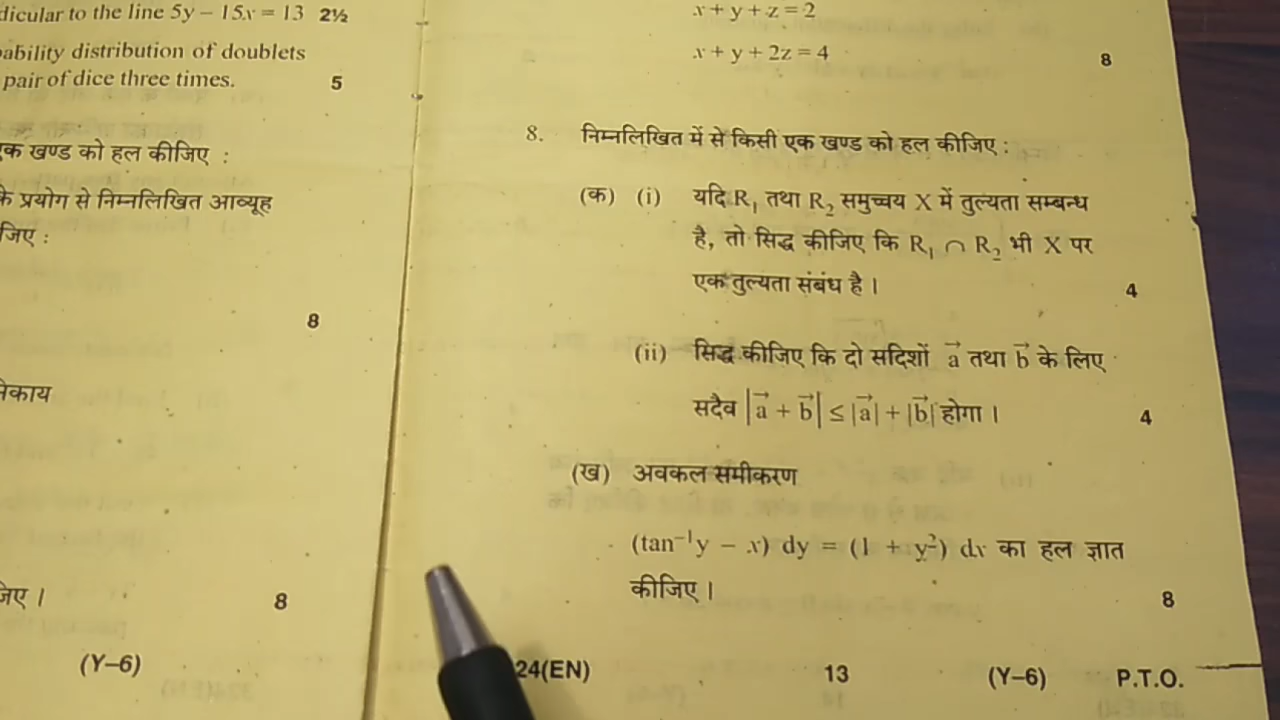 dicular to the line 5y − 15x = 13 2½
ability distribution of doublets
pair of dice three times. 5
एक खण्ड को हल कीजिए :
के प्रयोग से निम्नलिखित आव्यूह
जिए :
8
नेकाय
जिए । 8
(Y–6)
x + y + z = 2
x + y + 2z = 4 8
8. निम्नलिखित में से किसी एक खण्ड को हल कीजिए :
(क) (i) यदि R₁ तथा R₂ समुच्चय X में तुल्यता सम्बन्ध
है, तो सिद्ध कीजिए कि R₁ ∩ R₂ भी X पर
एक तुल्यता संबंध है । 4
(ii) सिद्ध कीजिए कि दो सदिशों a⃗ तथा b⃗ के लिए
सदैव |a⃗ + b⃗| ≤ |a⃗| + |b⃗| होगा । 4
(ख) अवकल समीकरण
(tan⁻¹y − x) dy = (1 + y²) dx का हल ज्ञात
कीजिए । 8
24(EN) 13 (Y–6) P.T.O.